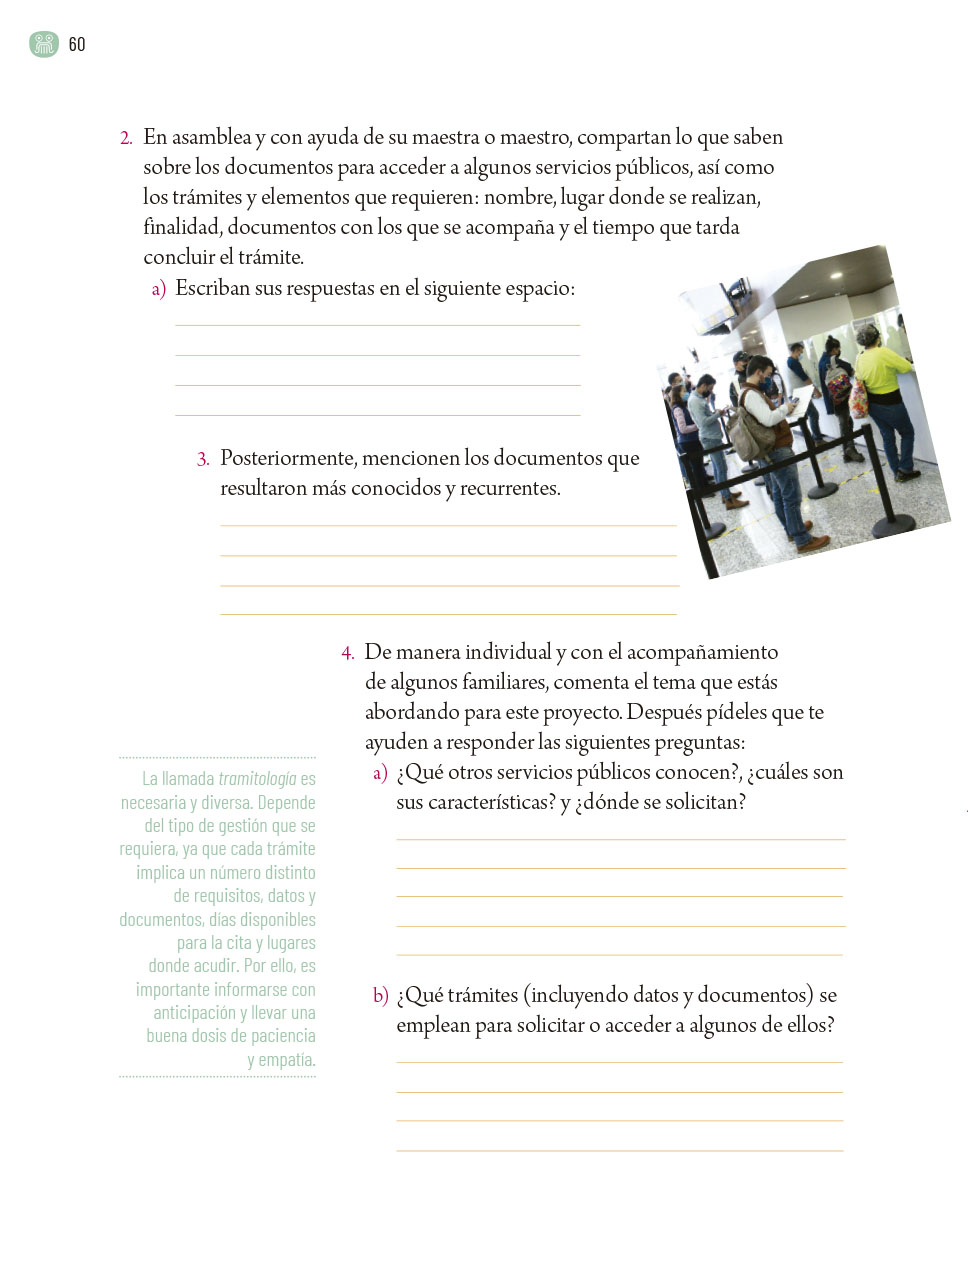 60
2. En asamblea y con ayuda de su maestra o maestro, compartan lo que saben
sobre los documentos para acceder a algunos servicios públicos, así como
los trámites y elementos que requieren: nombre, lugar donde se realizan,
finalidad, documentos con los que se acompaña y el tiempo que tarda
concluir el trámite.
a) Escriban sus respuestas en el siguiente espacio:
3. Posteriormente, mencionen los documentos que
resultaron más conocidos y recurrentes.
4. De manera individual y con el acompañamiento
de algunos familiares, comenta el tema que estás
abordando para este proyecto. Después pídeles que te
ayuden a responder las siguientes preguntas:
a) ¿Qué otros servicios públicos conocen?, ¿cuáles son
sus características? y ¿dónde se solicitan?
b) ¿Qué trámites (incluyendo datos y documentos) se
emplean para solicitar o acceder a algunos de ellos?
La llamada tramitología es
necesaria y diversa. Depende
del tipo de gestión que se
requiera, ya que cada trámite
implica un número distinto
de requisitos, datos y
documentos, días disponibles
para la cita y lugares
donde acudir. Por ello, es
importante informarse con
anticipación y llevar una
buena dosis de paciencia
y empatía.